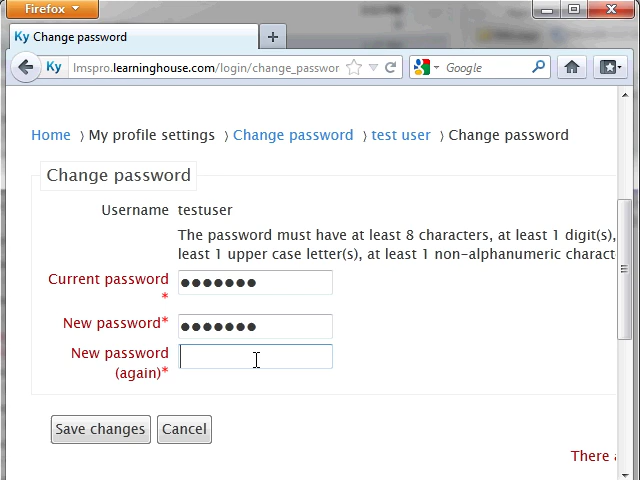 Firefox
Ky Change password
Ky lmspro.learninghouse.com/login/change_passwor
Google
Home 〉My profile settings 〉Change password 〉test user 〉Change password
Change password
Username testuser
The password must have at least 8 characters, at least 1 digit(s),
least 1 upper case letter(s), at least 1 non-alphanumeric charact
Current password
*
New password*
New password
(again)*
Save changes Cancel
There a